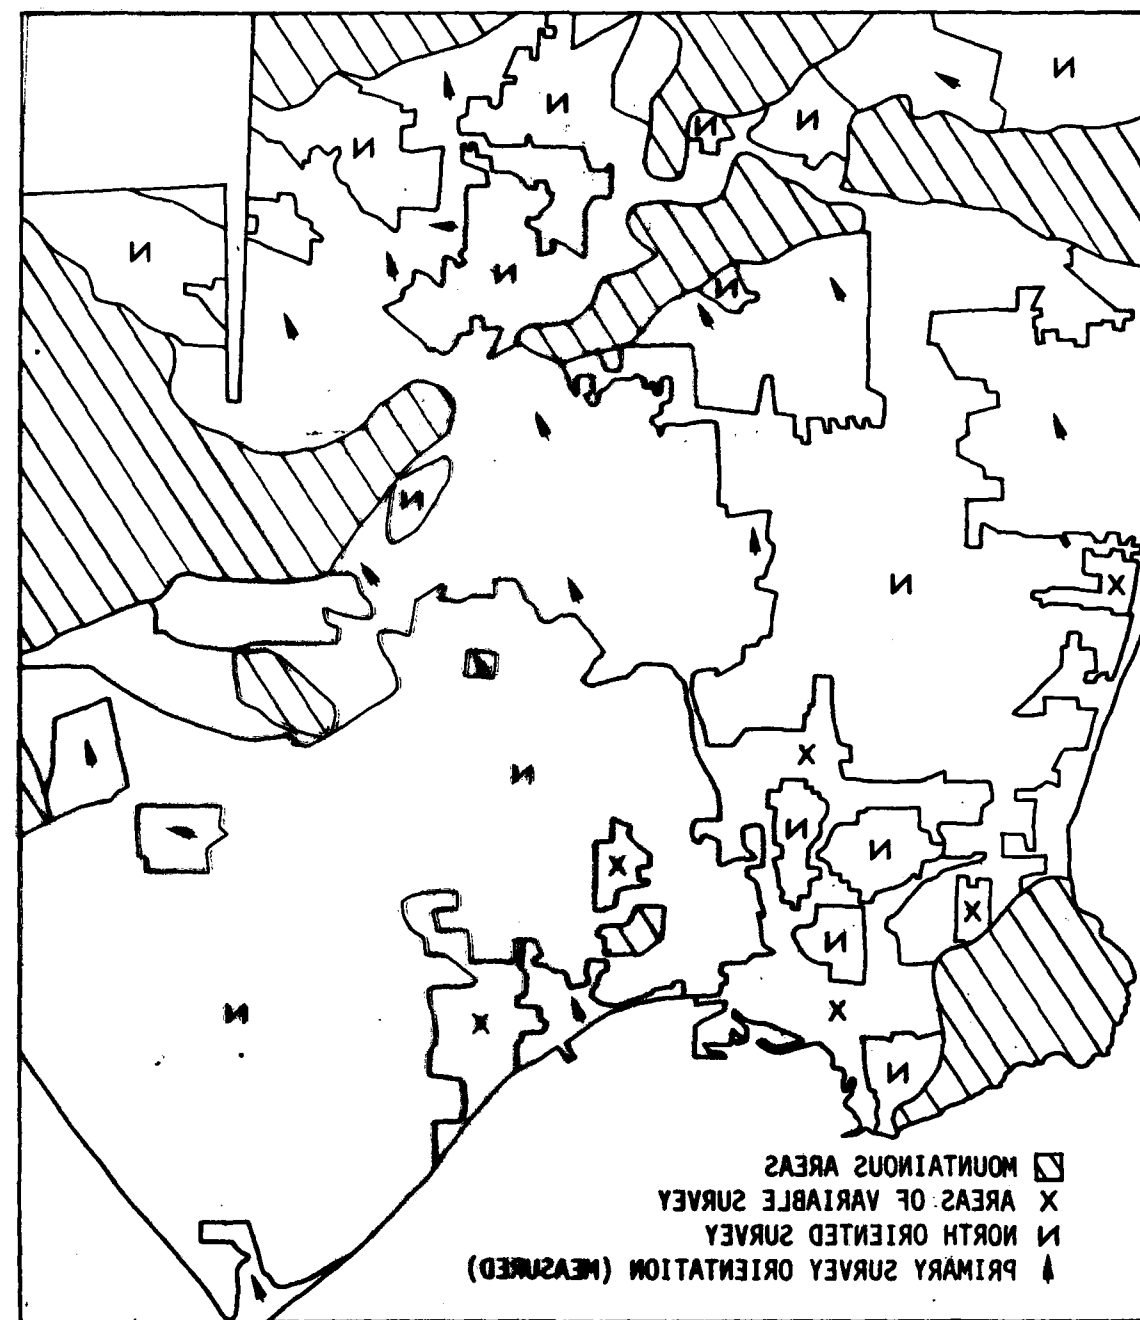 MOUNTAINOUS AREAS
X AREAS OF VARIABLE SURVEY
N NORTH ORIENTED SURVEY
PRIMARY SURVEY ORIENTATION (MEASURED)
N
N
N
N
N
N
N
N
N
N
X
N
X
N
N
X
X
N
N
X
X
N